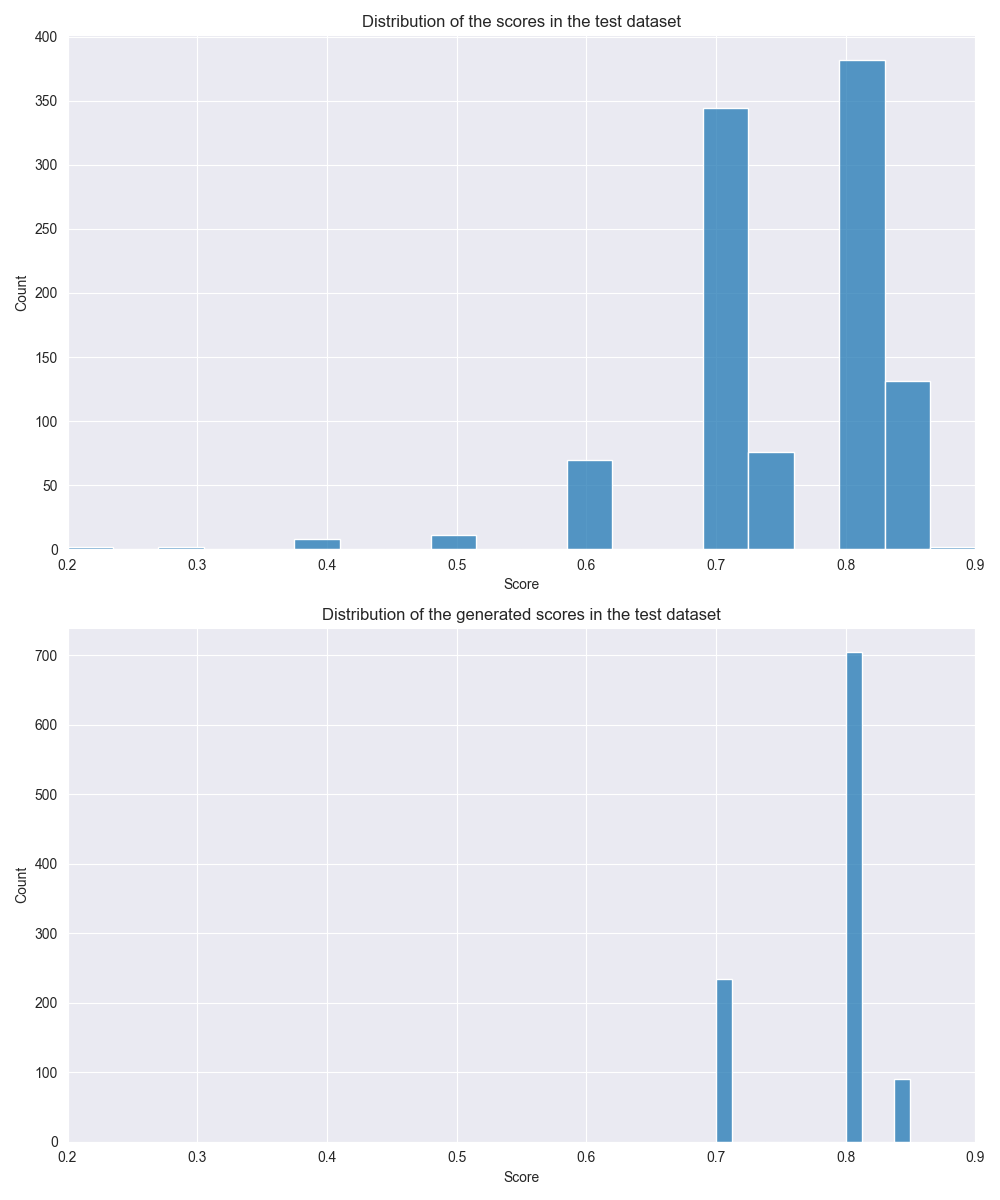 Distribution of the scores in the test dataset
400
350
300
250
200
150
100
50
0
Count
0.2 0.3 0.4 0.5 0.6 0.7 0.8 0.9
Score
Distribution of the generated scores in the test dataset
700
600
500
400
300
200
100
0
Count
0.2 0.3 0.4 0.5 0.6 0.7 0.8 0.9
Score